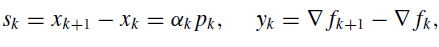 sₖ = xₖ₊₁ − xₖ = αₖpₖ,   yₖ = ∇fₖ₊₁ − ∇fₖ,